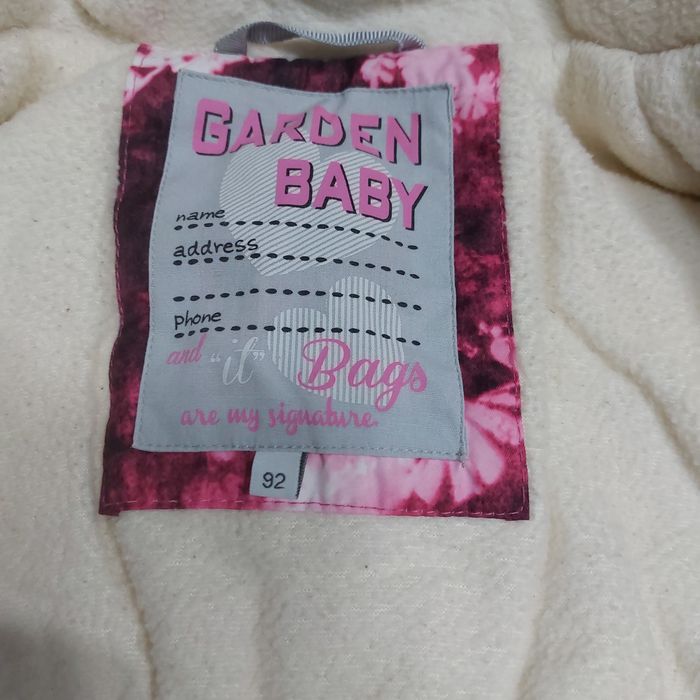 GARDEN
BABY
name
address
phone
and "it" Bags
are my signature.
92